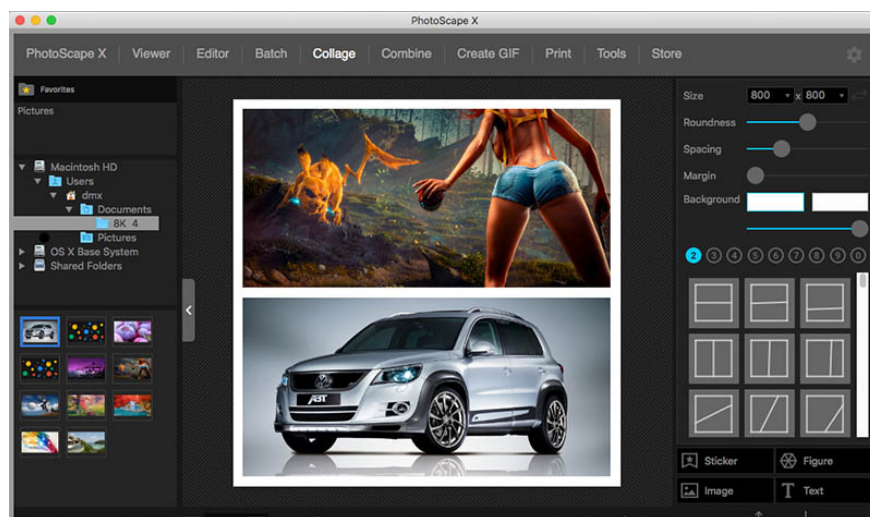 PhotoScape X
PhotoScape X Viewer Editor Batch Collage Combine Create GIF Print Tools Store
Favorites
Pictures
Macintosh HD
Users
dmx
Documents
8K 4
Pictures
OS X Base System
Shared Folders
ABT
Size 800 x 800
Roundness
Spacing
Margin
Background
2 3 4 5 6 7 8 9 0
Sticker Figure
Image Text